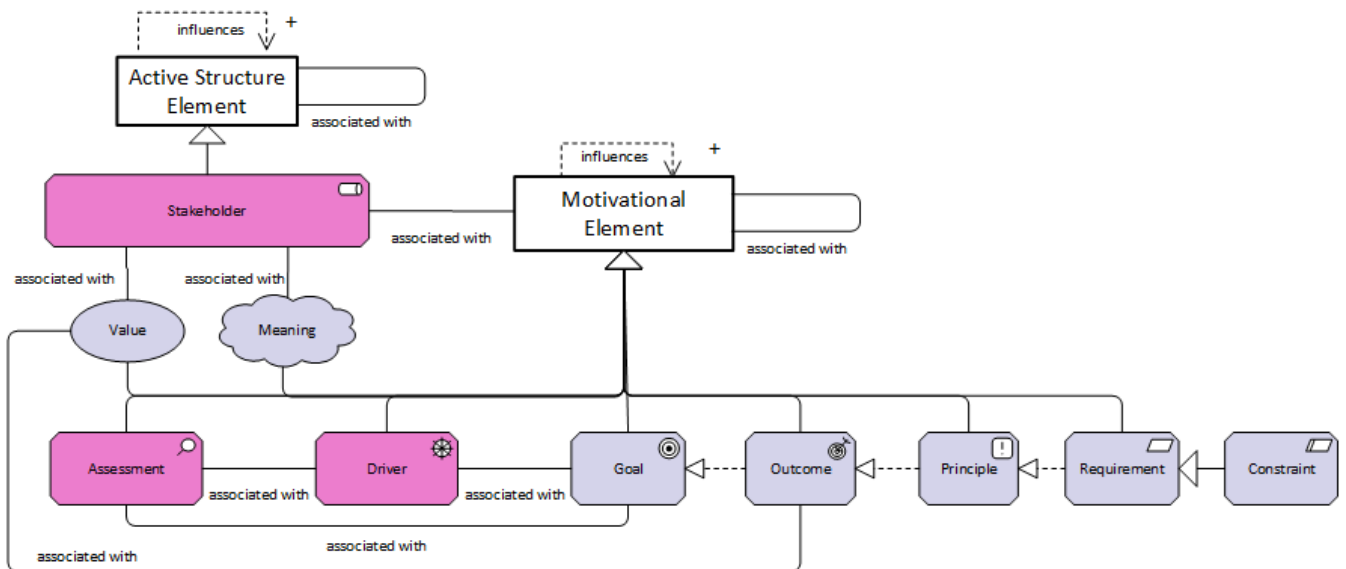 influences
+
Active Structure
Element
associated with
influences
+
Stakeholder
Motivational
Element
associated with
associated with
associated with
associated with
Value
Meaning
Assessment
Driver
Goal
Outcome
Principle
Requirement
Constraint
!
associated with
associated with
associated with
associated with